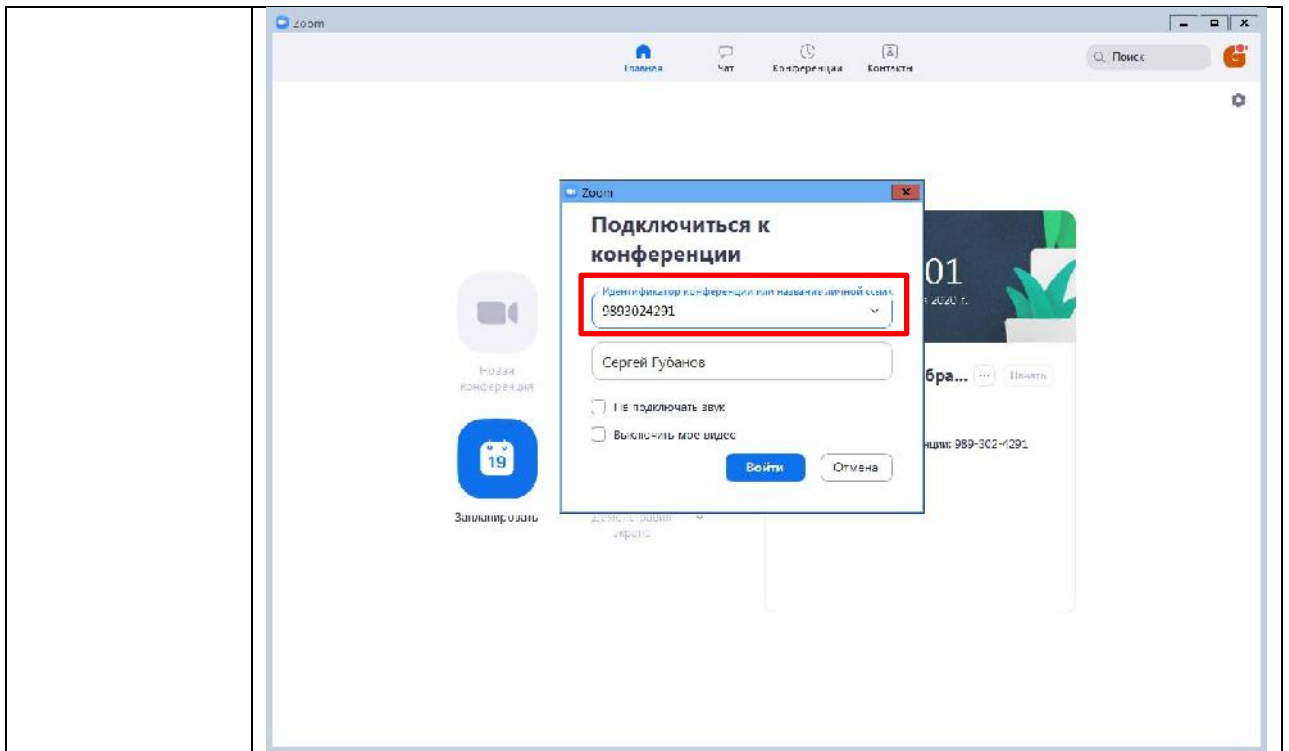 Zoom
Главная
Чат
Конференции
Контакты
Поиск
Zoom
Подключиться к
конференции
Идентификатор конференции или название личной ссылк
9893024291
Сергей Губанов
Не подключать звук
Выключить мое видео
Войти
Отмена
Новая
конференция
19
Запланировать
Демонстрация
экрана
01
2020 г.
бра...
Начать
нции: 989-302-4291